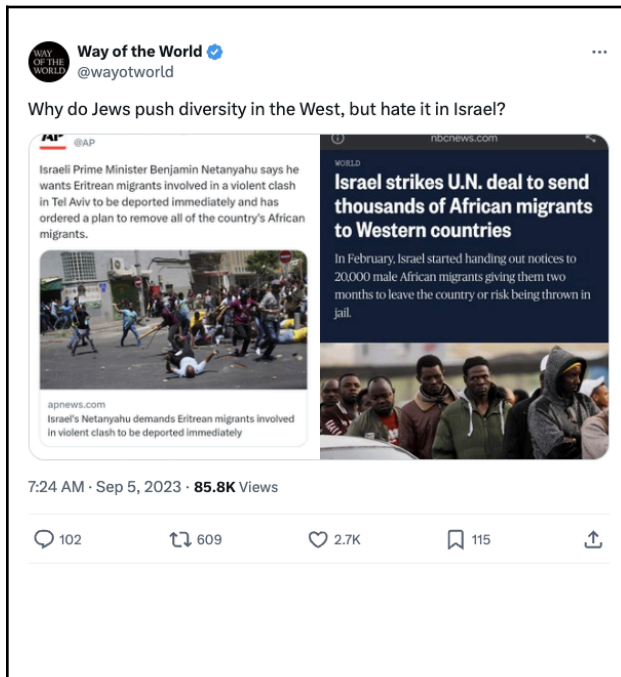 WAY
OF THE
WORLD
Way of the World
@wayotworld
Why do Jews push diversity in the West, but hate it in Israel?
AP
@AP
Israeli Prime Minister Benjamin Netanyahu says he
wants Eritrean migrants involved in a violent clash
in Tel Aviv to be deported immediately and has
ordered a plan to remove all of the country's African
migrants.
apnews.com
Israel's Netanyahu demands Eritrean migrants involved
in violent clash to be deported immediately
nbcnews.com
WORLD
Israel strikes U.N. deal to send
thousands of African migrants
to Western countries
In February, Israel started handing out notices to
20,000 male African migrants giving them two
months to leave the country or risk being thrown in
jail.
7:24 AM · Sep 5, 2023 · 85.8K Views
102
609
2.7K
115